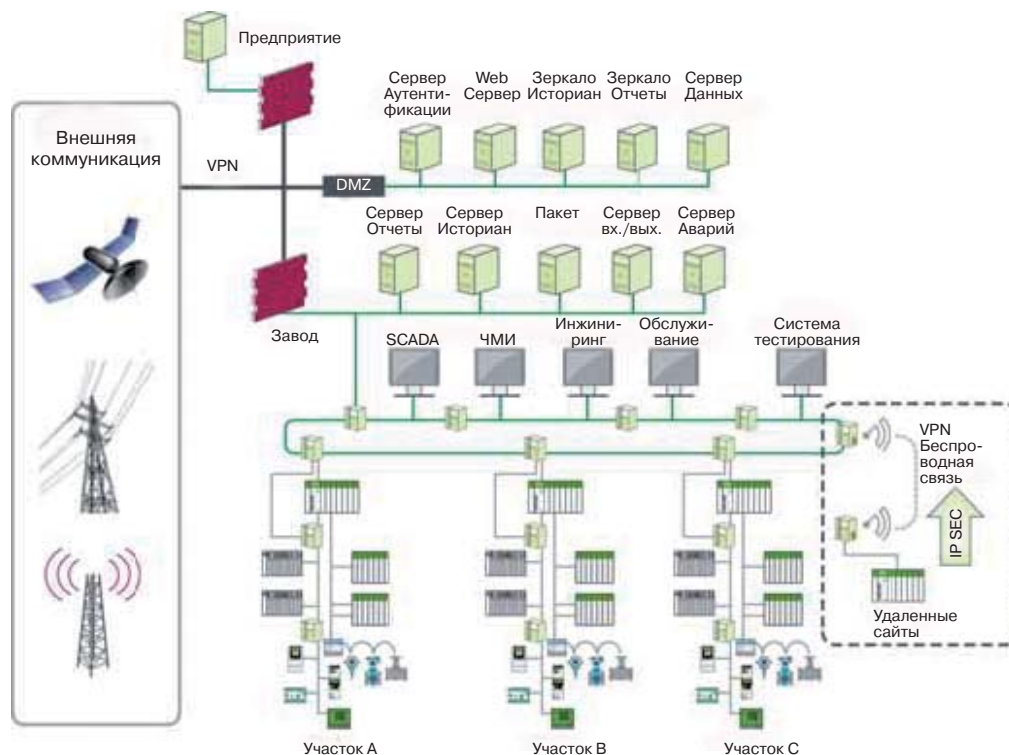 Предприятие
Сервер
Аутенти-
фикации
Web
Сервер
Зеркало
Историан
Зеркало
Отчеты
Сервер
Данных
Внешняя
коммуникация
VPN
DMZ
Сервер
Отчеты
Сервер
Историан
Пакет
Сервер
вх./вых.
Сервер
Аварий
Завод
SCADA
ЧМИ
Инжини-
ринг
Обслужи-
вание
Система
тестирования
VPN
Беспро-
водная
связь
IP SEC
Удаленные
сайты
Участок A
Участок B
Участок C